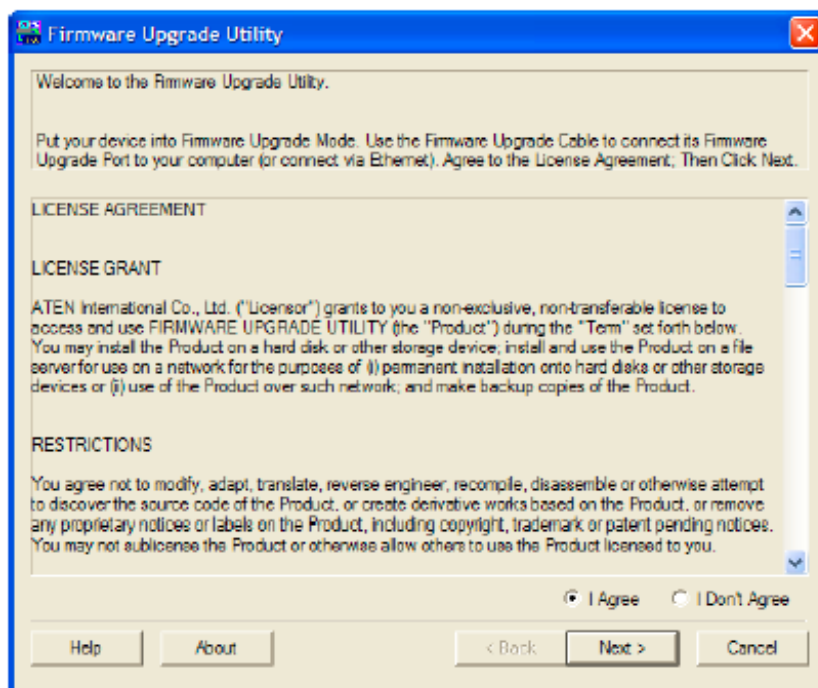 Firmware Upgrade Utility
Welcome to the Firmware Upgrade Utility.
Put your device into Firmware Upgrade Mode. Use the Firmware Upgrade Cable to connect its Firmware
Upgrade Port to your computer (or connect via Ethernet). Agree to the License Agreement; Then Click Next.
LICENSE AGREEMENT
LICENSE GRANT
ATEN International Co., Ltd. ("Licensor") grants to you a non-exclusive, non-transferable license to
access and use FIRMWARE UPGRADE UTILITY (the "Product") during the "Term" set forth below.
You may install the Product on a hard disk or other storage device; install and use the Product on a file
server for use on a network for the purposes of (i) permanent installation onto hard disks or other storage
devices or (ii) use of the Product over such network; and make backup copies of the Product.
RESTRICTIONS
You agree not to modify, adapt, translate, reverse engineer, recompile, disassemble or otherwise attempt
to discover the source code of the Product, or create derivative works based on the Product, or remove
any proprietary notices or labels on the Product, including copyright, trademark or patent pending notices.
You may not sublicense the Product or otherwise allow others to use the Product licensed to you.
I Agree I Don't Agree
Help About < Back Next > Cancel